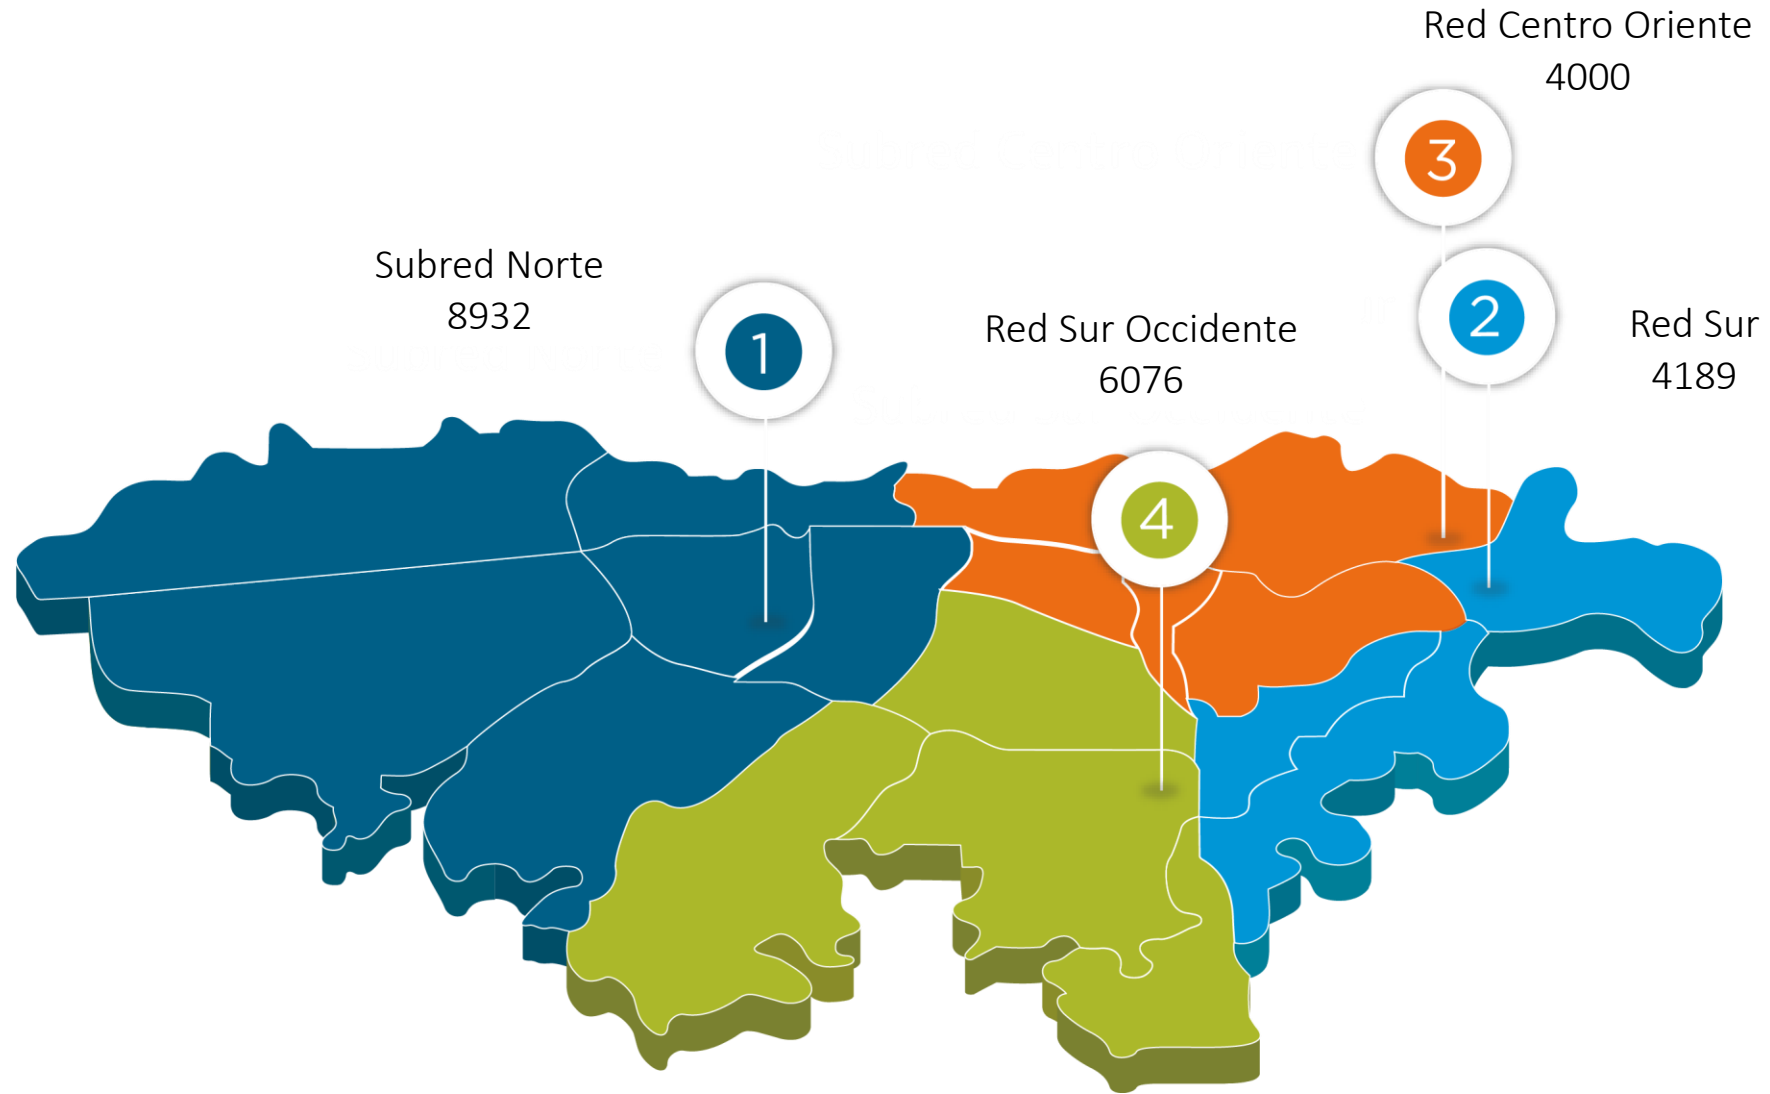 Red Centro Oriente
4000
3
Subred Norte
8932
1
Red Sur Occidente
6076
2
Red Sur
4189
4